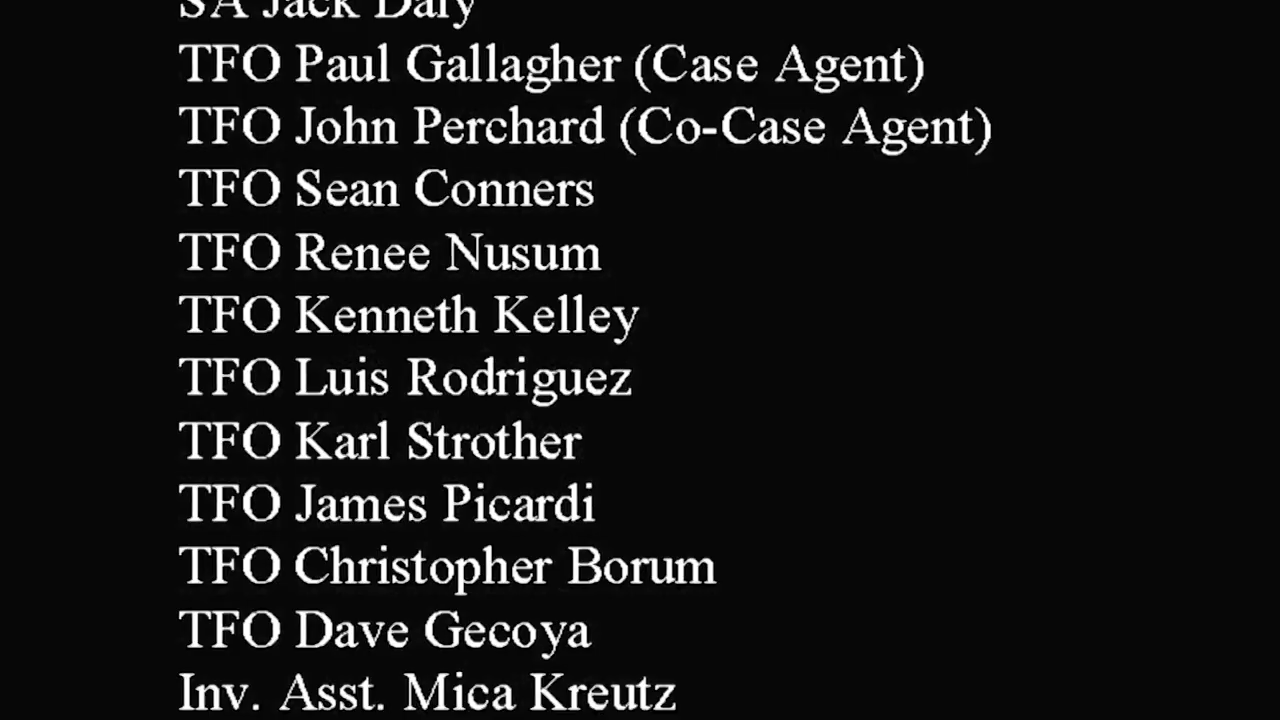 SA Jack Daly
TFO Paul Gallagher (Case Agent)
TFO John Perchard (Co-Case Agent)
TFO Sean Conners
TFO Renee Nusum
TFO Kenneth Kelley
TFO Luis Rodriguez
TFO Karl Strother
TFO James Picardi
TFO Christopher Borum
TFO Dave Gecoya
Inv. Asst. Mica Kreutz